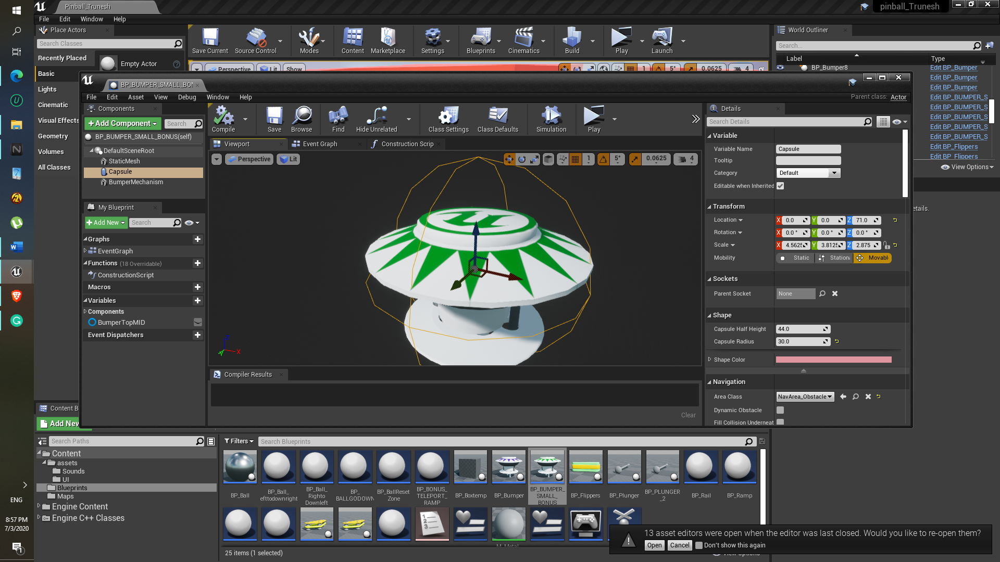 Pinball_Trunesh
pinball_Trunesh
File Edit Window Help
Place Actors
Search Classes
Recently Placed
Basic
Lights
Cinematic
Visual Effects
Geometry
Volumes
All Classes
Empty Actor
Save Current
Source Control
Modes
Content
Marketplace
Settings
Blueprints
Cinematics
Build
Play
Launch
Perspective Lit Show
1 5° 0.0625 4
World Outliner
Search...
Label Type
BP_Bumper8 Edit BP_Bumper
Edit BP_Bumper
Edit BP_Bumper
Edit BP_BUMPER_S
Edit BP_BUMPER_S
Edit BP_BUMPER_S
Edit BP_BUMPER_S
Edit BP_BUMPER_S
Edit BP_Flippers
Edit BP_Flippers
View Options
etails.
BP_BUMPER_SMALL_BO
File Edit Asset View Debug Window Help
Parent class: Actor
Components
+Add Component
Search
BP_BUMPER_SMALL_BONUS(self)
DefaultSceneRoot
StaticMesh
Capsule
BumperMechanism
My Blueprint
+Add New
Search
Graphs
EventGraph
Functions (18 Overridable)
ConstructionScript
Macros
Variables
Components
BumperTopMID
Event Dispatchers
Compile
Save
Browse
Find
Hide Unrelated
Class Settings
Class Defaults
Simulation
Play
Viewport
Event Graph
Construction Scrip
Perspective Lit
1 5° 0.0625 4
Z
X
Y
Compiler Results
Clear
Details
Search Details
Variable
Variable Name Capsule
Tooltip
Category Default
Editable when Inherited
Transform
Location X 0.0 Y 0.0 Z 71.0
Rotation X 0.0 ° Y 0.0 ° Z 0.0 °
Scale X 4.5625 Y 3.8125 Z 2.875
Mobility Static Station Movabl
Sockets
Parent Socket None
Shape
Capsule Half Height 44.0
Capsule Radius 30.0
Shape Color
Navigation
Area Class NavArea_Obstacle
Dynamic Obstacle
Fill Collision Underneat
Content B
Add New
Search Paths
Content
assets
Sounds
UI
Blueprints
Maps
Engine Content
Engine C++ Classes
Filters
Search Blueprints
BP_Ball
BP_Ball_
efttodownright
BP_Ball_
Righto
Downleft
BP_
BALLGODOWN
BP_BallReset
Zone
BP_BONUS_
TELEPORT_
RAMP
BP_Boxtemp
BP_Bumper
BP_BUMPER_
SMALL_
BONUS
BP_Flippers
BP_Plunger
BP_PLUNGER
_2
BP_Rail
BP_Ramp
M_Metal
25 items (1 selected)
View Options
13 asset editors were open when the editor was last closed. Would you like to re-open them?
Open Cancel Don't show this again
ENG
8:57 PM
7/3/2020
1